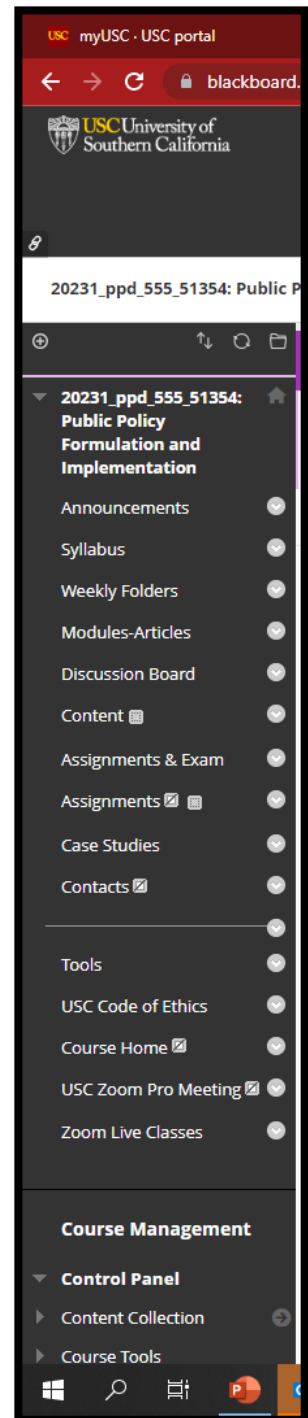 USC myUSC - USC portal
blackboard.
USC University of
Southern California
20231_ppd_555_51354: Public P
20231_ppd_555_51354:
Public Policy
Formulation and
Implementation
Announcements
Syllabus
Weekly Folders
Modules-Articles
Discussion Board
Content
Assignments & Exam
Assignments
Case Studies
Contacts
Tools
USC Code of Ethics
Course Home
USC Zoom Pro Meeting
Zoom Live Classes
Course Management
Control Panel
Content Collection
Course Tools
P